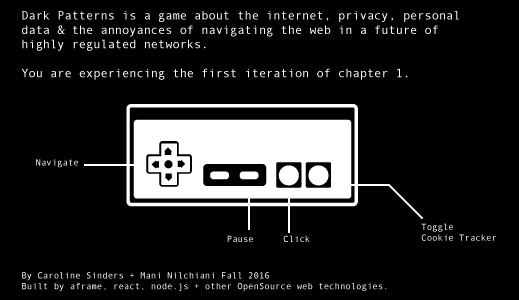 Dark Patterns is a game about the internet, privacy, personal
data & the annoyances of navigating the web in a future of
highly regulated networks.
You are experiencing the first iteration of chapter 1.
Navigate
Pause
Click
Toggle
Cookie Tracker
By Caroline Sinders + Mani Nilchiani Fall 2016
Built by aframe, react, node.js + other OpenSource web technologies.